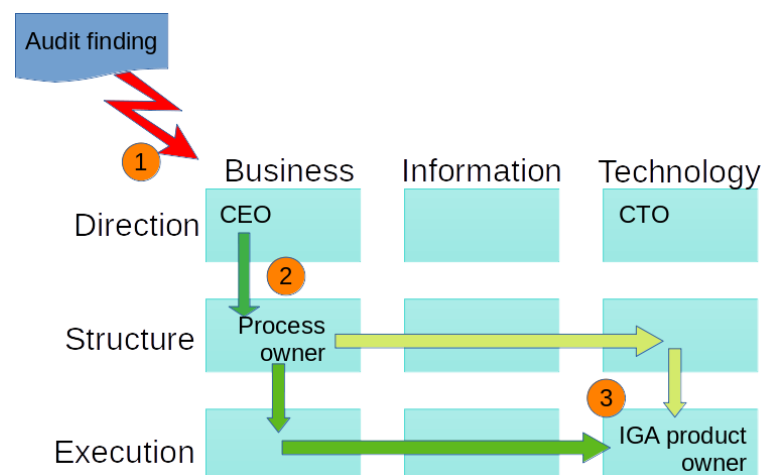 Audit finding
1
Business Information Technology
Direction
CEO
CTO
2
Structure
Process
owner
3
Execution
IGA product
owner